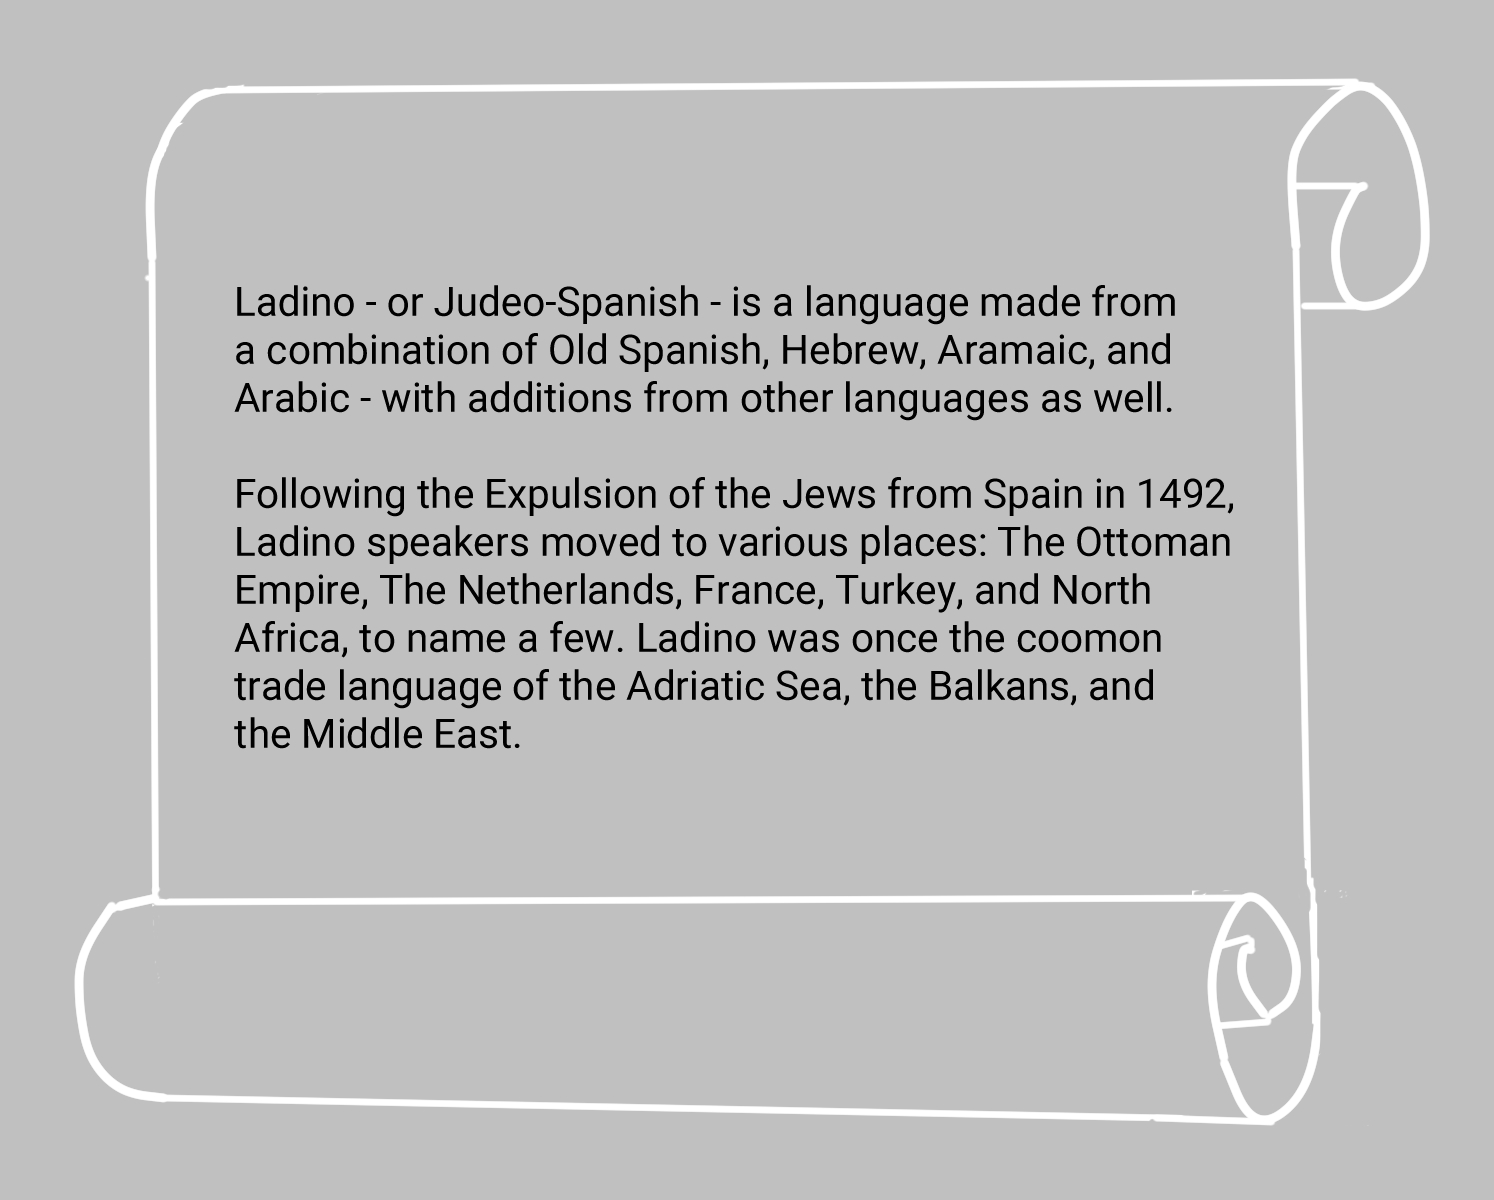 Ladino - or Judeo-Spanish - is a language made from
a combination of Old Spanish, Hebrew, Aramaic, and
Arabic - with additions from other languages as well.
Following the Expulsion of the Jews from Spain in 1492,
Ladino speakers moved to various places: The Ottoman
Empire, The Netherlands, France, Turkey, and North
Africa, to name a few. Ladino was once the coomon
trade language of the Adriatic Sea, the Balkans, and
the Middle East.